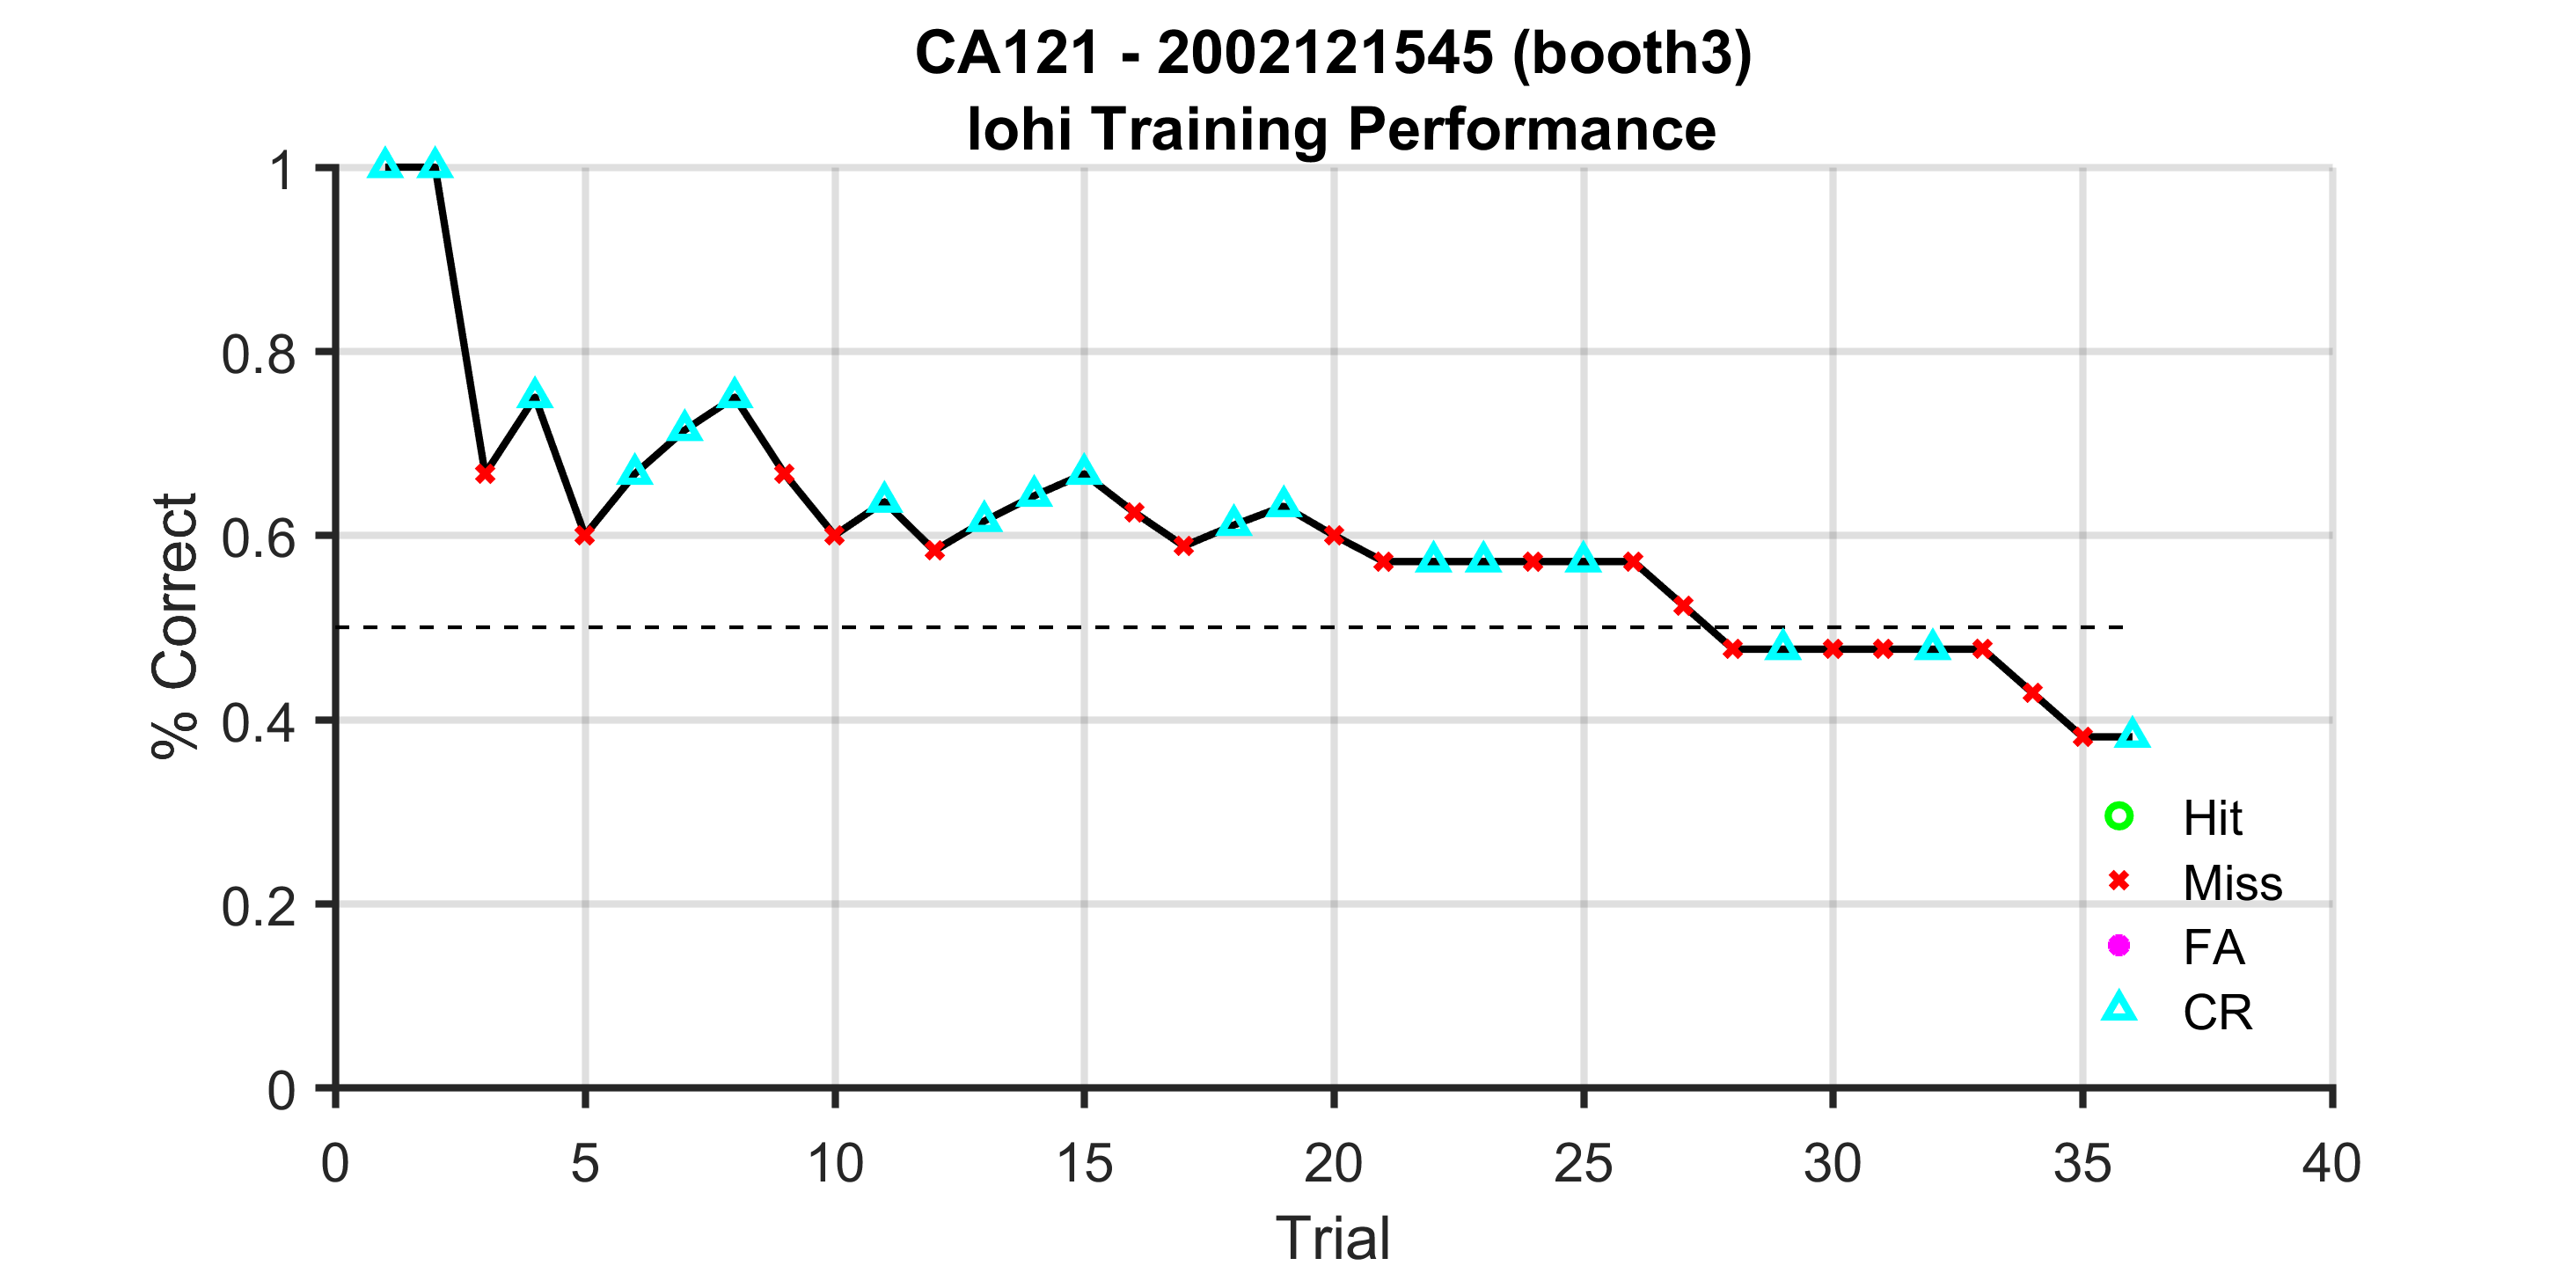 CA121 - 2002121545 (booth3)
lohi Training Performance
% Correct
1
0.8
0.6
0.4
0.2
0
0 5 10 15 20 25 30 35 40
Trial
Hit
Miss
FA
CR